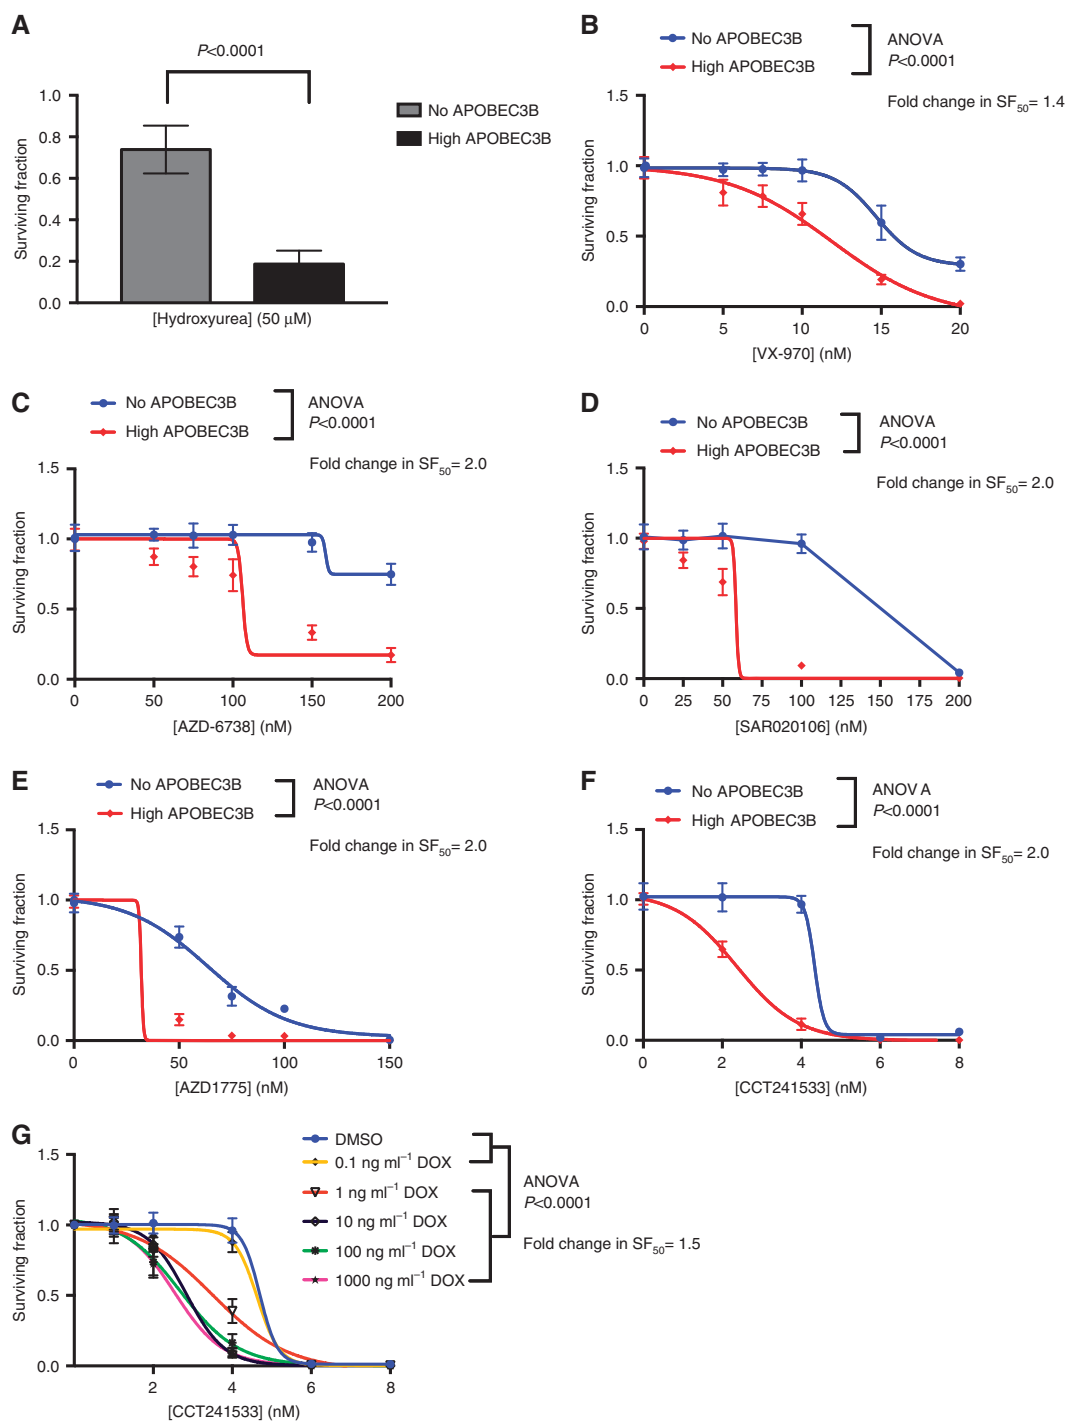 A
P<0.0001
No APOBEC3B
High APOBEC3B
Surviving fraction
1.0
0.8
0.6
0.4
0.2
0.0
[Hydroxyurea] (50 μM)
B
No APOBEC3B
High APOBEC3B
ANOVA
P<0.0001
Fold change in SF50= 1.4
Surviving fraction
1.5
1.0
0.5
0.0
0 5 10 15 20
[VX-970] (nM)
C
No APOBEC3B
High APOBEC3B
ANOVA
P<0.0001
Fold change in SF50= 2.0
Surviving fraction
1.5
1.0
0.5
0.0
0 50 100 150 200
[AZD-6738] (nM)
D
No APOBEC3B
High APOBEC3B
ANOVA
P<0.0001
Fold change in SF50= 2.0
Surviving fraction
1.5
1.0
0.5
0.0
0 25 50 75 100 125 150 175 200
[SAR020106] (nM)
E
No APOBEC3B
High APOBEC3B
ANOVA
P<0.0001
Fold change in SF50= 2.0
Surviving fraction
1.5
1.0
0.5
0.0
0 50 100 150
[AZD1775] (nM)
F
No APOBEC3B
High APOBEC3B
ANOVA
P<0.0001
Fold change in SF50= 2.0
Surviving fraction
1.5
1.0
0.5
0.0
0 2 4 6 8
[CCT241533] (nM)
G
DMSO
0.1 ng ml−1 DOX
1 ng ml−1 DOX
10 ng ml−1 DOX
100 ng ml−1 DOX
1000 ng ml−1 DOX
ANOVA
P<0.0001
Fold change in SF50= 1.5
Surviving fraction
1.5
1.0
0.5
0.0
2 4 6 8
[CCT241533] (nM)